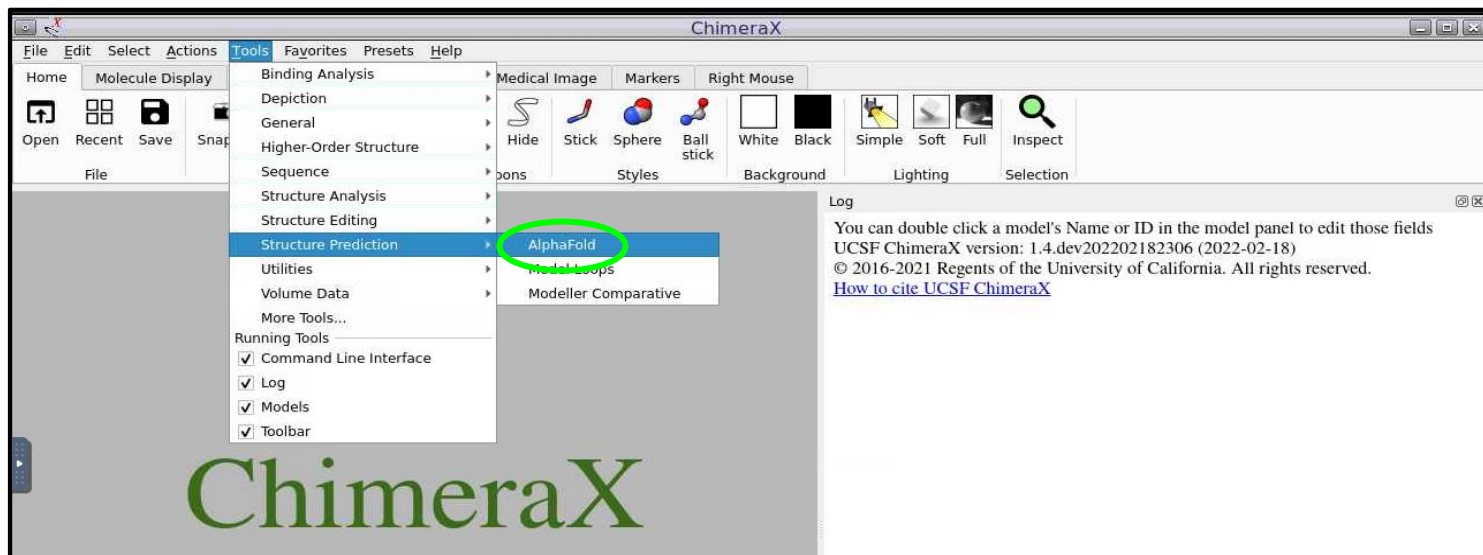 ChimeraX
File Edit Select Actions Tools Favorites Presets Help
Home Molecule Display Medical Image Markers Right Mouse
Open Recent Save Snap Hide Stick Sphere Ball stick White Black Simple Soft Full Inspect
File oons Styles Background Lighting Selection
Binding Analysis
Depiction
General
Higher-Order Structure
Sequence
Structure Analysis
Structure Editing
Structure Prediction
Utilities
Volume Data
More Tools...
Running Tools
Command Line Interface
Log
Models
Toolbar
AlphaFold
Model Loops
Modeller Comparative
Log
You can double click a model's Name or ID in the model panel to edit those fields
UCSF ChimeraX version: 1.4.dev202202182306 (2022-02-18)
© 2016-2021 Regents of the University of California. All rights reserved.
How to cite UCSF ChimeraX
ChimeraX